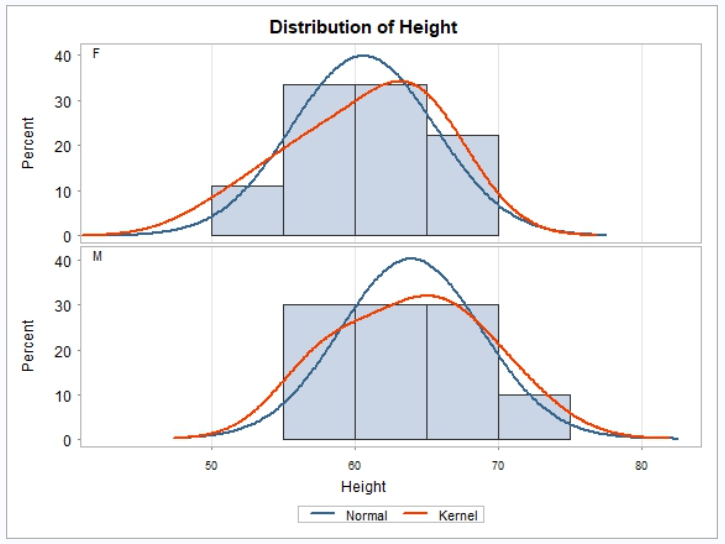 Distribution of Height
F
40
30
20
10
0
Percent
M
40
30
20
10
0
Percent
50 60 70 80
Height
Normal Kernel